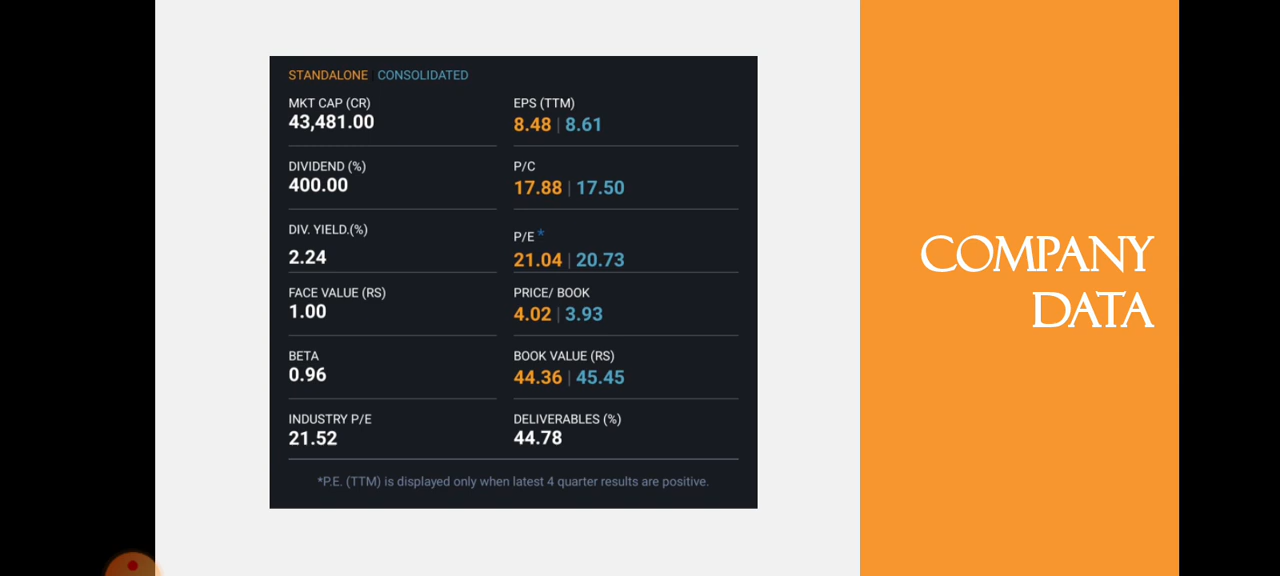 STANDALONE | CONSOLIDATED
MKT CAP (CR)
43,481.00
EPS (TTM)
8.48 | 8.61
DIVIDEND (%)
400.00
P/C
17.88 | 17.50
DIV. YIELD.(%)
2.24
P/E *
21.04 | 20.73
FACE VALUE (RS)
1.00
PRICE/ BOOK
4.02 | 3.93
BETA
0.96
BOOK VALUE (RS)
44.36 | 45.45
INDUSTRY P/E
21.52
DELIVERABLES (%)
44.78
*P.E. (TTM) is displayed only when latest 4 quarter results are positive.
COMPANY
DATA